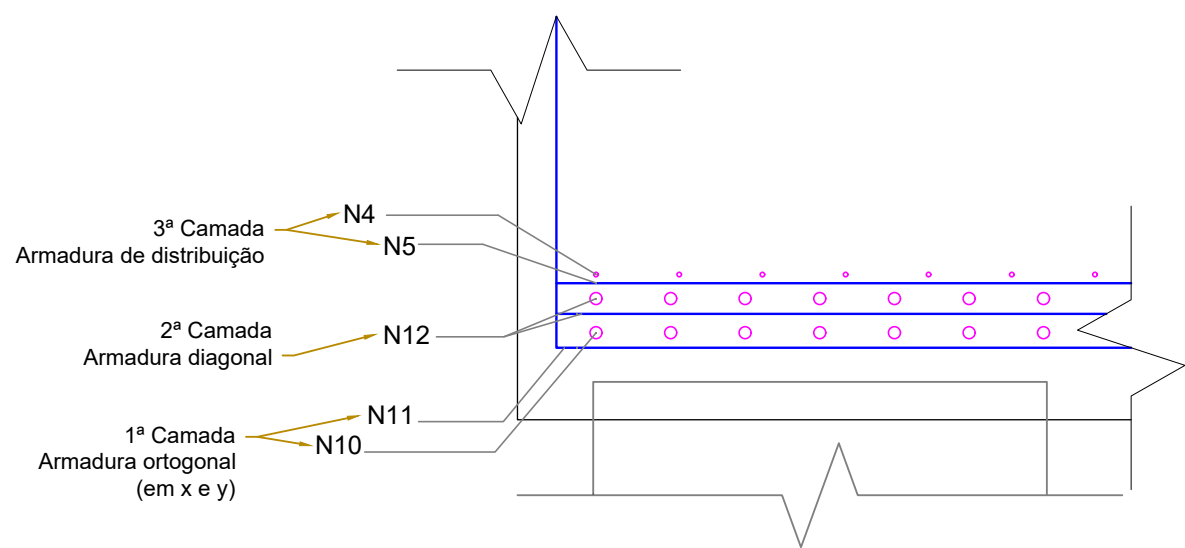 3ª Camada
Armadura de distribuição
N4
N5
2ª Camada
Armadura diagonal
N12
1ª Camada
Armadura ortogonal
(em x e y)
N11
N10